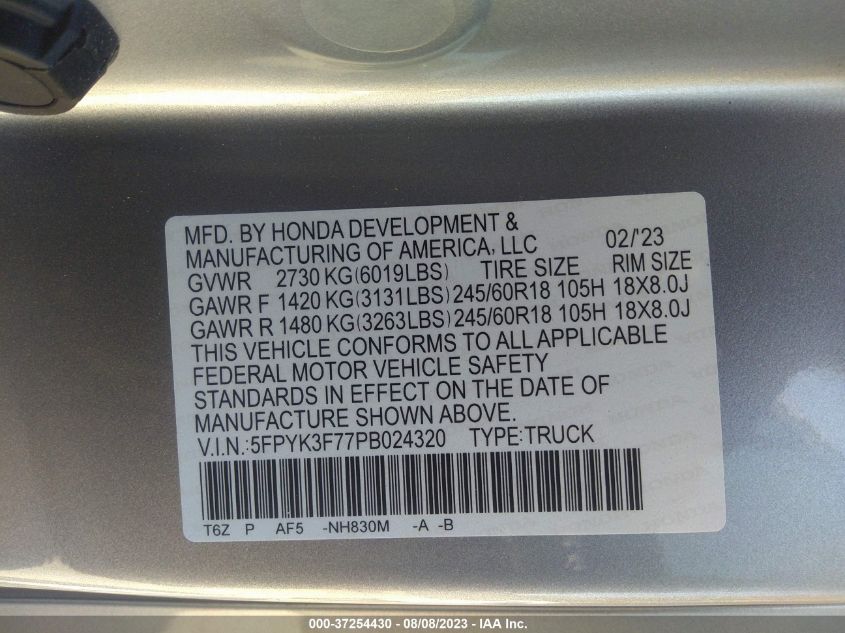 MFD. BY HONDA DEVELOPMENT &
MANUFACTURING OF AMERICA, LLC 02/'23
GVWR 2730 KG(6019LBS) TIRE SIZE RIM SIZE
GAWR F 1420 KG(3131LBS) 245/60R18 105H 18X8.0J
GAWR R 1480 KG(3263LBS) 245/60R18 105H 18X8.0J
THIS VEHICLE CONFORMS TO ALL APPLICABLE
FEDERAL MOTOR VEHICLE SAFETY
STANDARDS IN EFFECT ON THE DATE OF
MANUFACTURE SHOWN ABOVE.
V.I.N.:5FPYK3F77PB024320 TYPE:TRUCK
T6Z P AF5 -NH830M -A -B
000-37254430 - 08/08/2023 - IAA Inc.